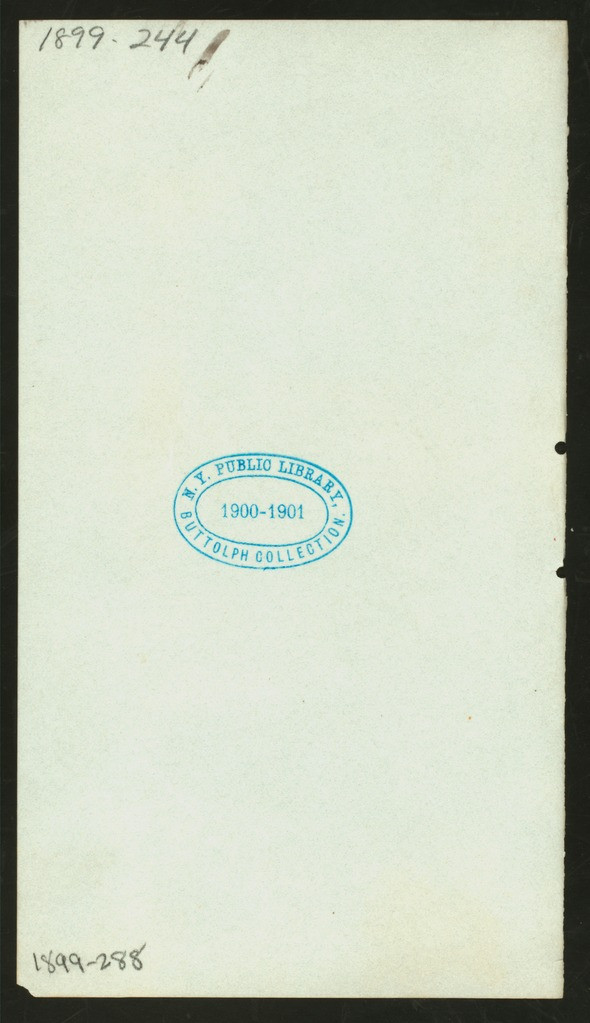 1899-244
N. Y. PUBLIC LIBRARY,
1900-1901
BUTTOLPH COLLECTION.
1899-288